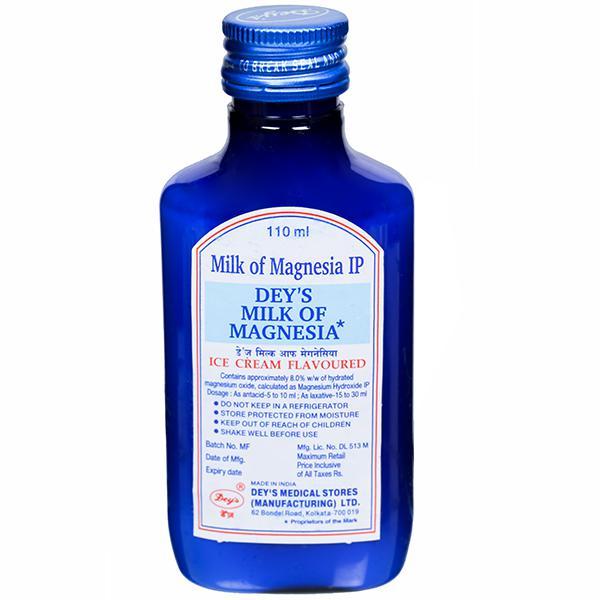 Dey's
TO BREAK SEAL AND
110 ml
Milk of Magnesia IP
DEY'S
MILK OF
MAGNESIA*
डे'ज मिल्क आफ मेगनेसिया
ICE CREAM FLAVOURED
Contains approximately 8.0% w/w of hydrated
magnesium oxide, calculated as Magnesium Hydroxide IP
Dosage : As antacid-5 to 10 ml ; As laxative-15 to 30 ml
● DO NOT KEEP IN A REFRIGERATOR
● STORE PROTECTED FROM MOISTURE
● KEEP OUT OF REACH OF CHILDREN
● SHAKE WELL BEFORE USE
Batch No. MF
Date of Mfg.
Expiry date
Mfg. Lic. No. DL 513 M
Maximum Retail
Price Inclusive
of All Taxes Rs.
Dey's ®
डे'ज
MADE IN INDIA
DEY'S MEDICAL STORES
(MANUFACTURING) LTD.
62 Bondel Road, Kolkata-700 019
* Proprietors of the Mark